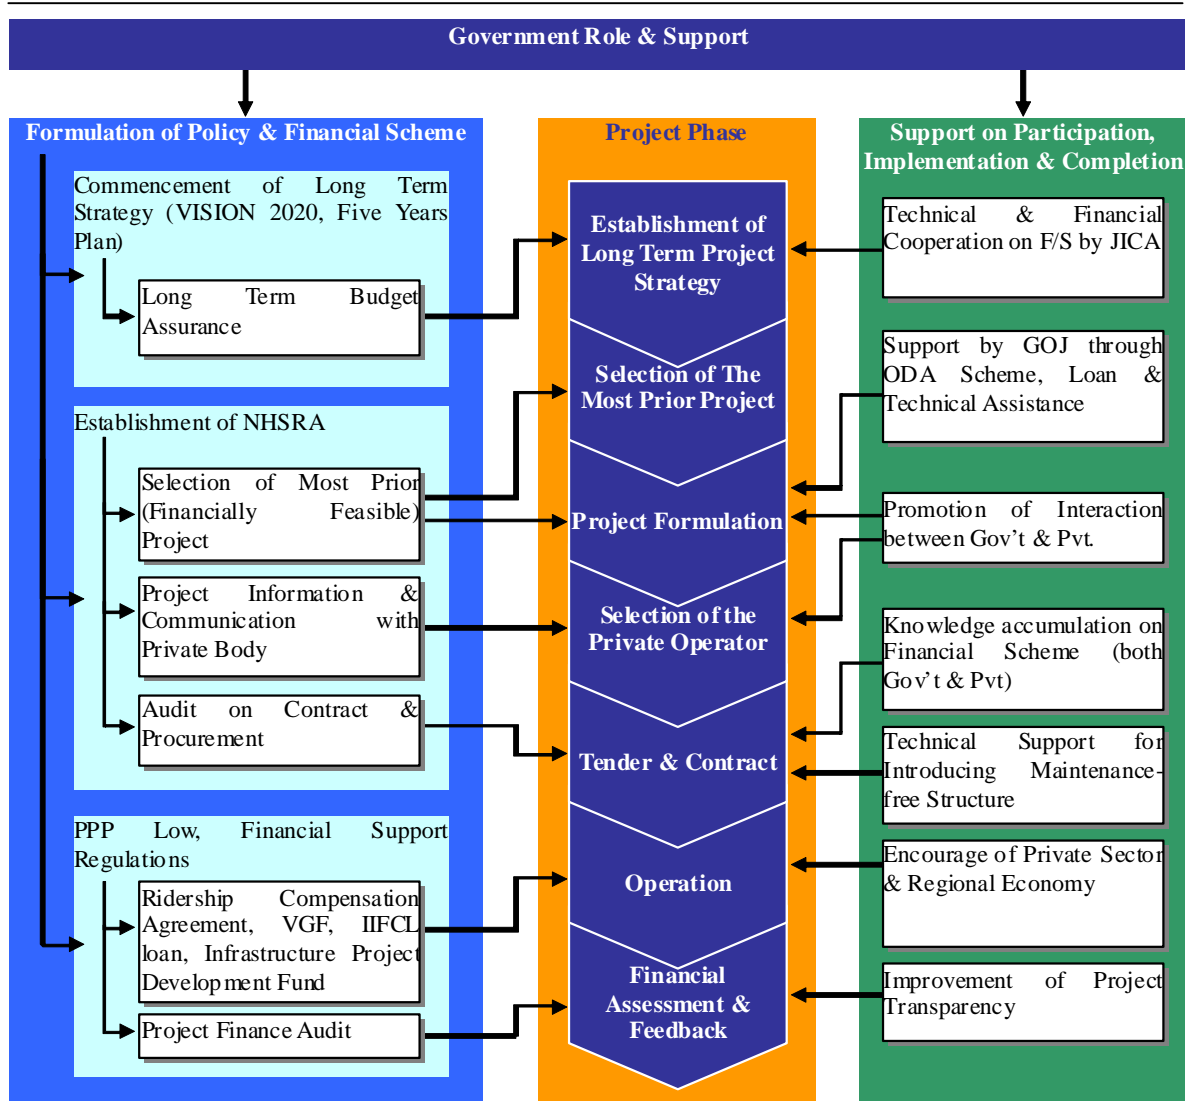 Government Role & Support
Formulation of Policy & Financial Scheme
Commencement of Long Term
Strategy (VISION 2020, Five Years
Plan)
Long Term Budget
Assurance
Establishment of NHSRA
Selection of Most Prior
(Financially Feasible)
Project
Project Information &
Communication with
Private Body
Audit on Contract &
Procurement
PPP Low, Financial Support
Regulations
Ridership Compensation
Agreement, VGF, IIFCL
loan, Infrastructure Project
Development Fund
Project Finance Audit
Project Phase
Establishment of
Long Term Project
Strategy
Selection of The
Most Prior Project
Project Formulation
Selection of the
Private Operator
Tender & Contract
Operation
Financial
Assessment &
Feedback
Support on Participation,
Implementation & Completion
Technical & Financial
Cooperation on F/S by JICA
Support by GOJ through
ODA Scheme, Loan &
Technical Assistance
Promotion of Interaction
between Gov't & Pvt.
Knowledge accumulation on
Financial Scheme (both
Gov't & Pvt)
Technical Support for
Introducing Maintenance-
free Structure
Encourage of Private Sector
& Regional Economy
Improvement of Project
Transparency